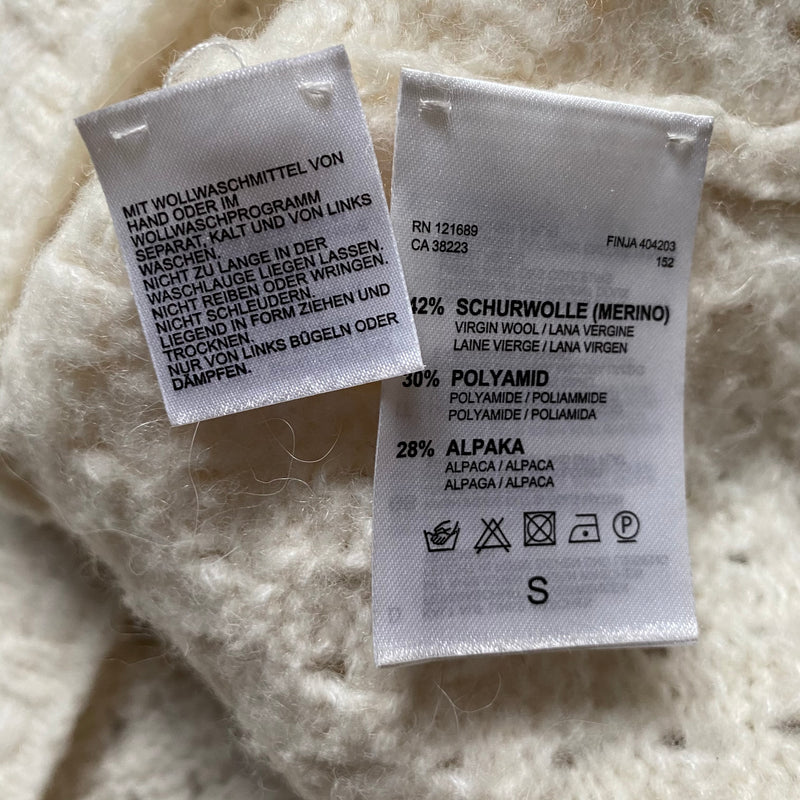 MIT WOLLWASCHMITTEL VON
HAND ODER IM
WOLLWASCHPROGRAMM
SEPARAT, KALT UND VON LINKS
WASCHEN.
NICHT ZU LANGE IN DER
WASCHLAUGE LIEGEN LASSEN.
NICHT REIBEN ODER WRINGEN.
NICHT SCHLEUDERN.
LIEGEND IN FORM ZIEHEN UND
TROCKNEN.
NUR VON LINKS BÜGELN ODER
DÄMPFEN.
RN 121689
CA 38223
FINJA 404203
152
42% SCHURWOLLE (MERINO)
VIRGIN WOOL / LANA VERGINE
LAINE VIERGE / LANA VIRGEN
30% POLYAMID
POLYAMIDE / POLIAMMIDE
POLYAMIDE / POLIAMIDA
28% ALPAKA
ALPACA / ALPACA
ALPAGA / ALPACA
P
S